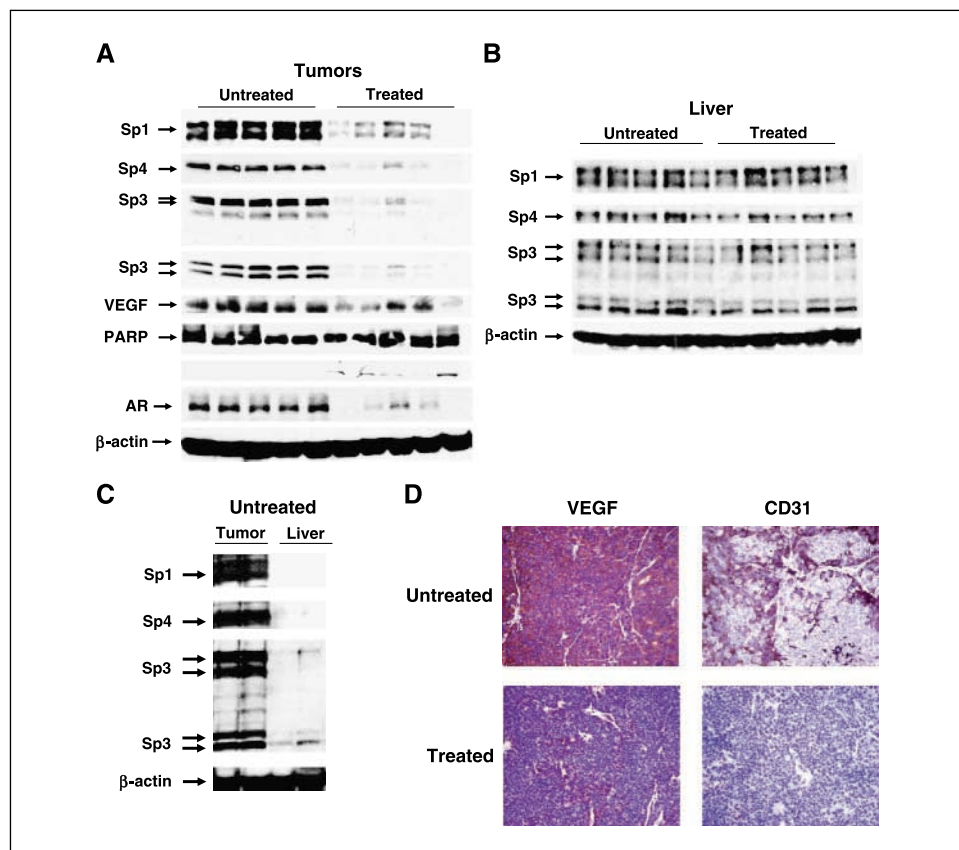 A
Tumors
Untreated Treated
Sp1
Sp4
Sp3
Sp3
VEGF
PARP
AR
β-actin
B
Liver
Untreated Treated
Sp1
Sp4
Sp3
Sp3
β-actin
C
Untreated
Tumor Liver
Sp1
Sp4
Sp3
Sp3
β-actin
D
VEGF CD31
Untreated
Treated